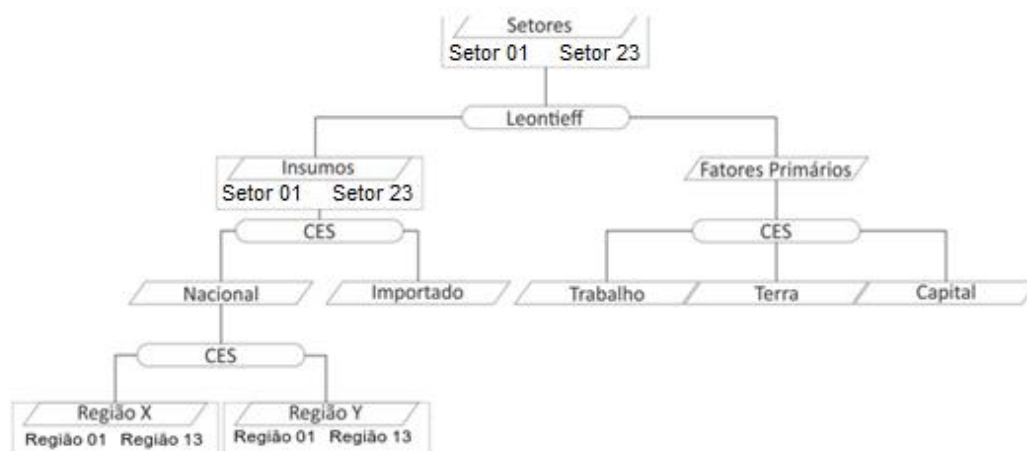 Setores
Setor 01 Setor 23
Leontieff
Insumos
Setor 01 Setor 23
Fatores Primários
CES
CES
Nacional
Importado
Trabalho
Terra
Capital
CES
Região X
Região 01 Região 13
Região Y
Região 01 Região 13